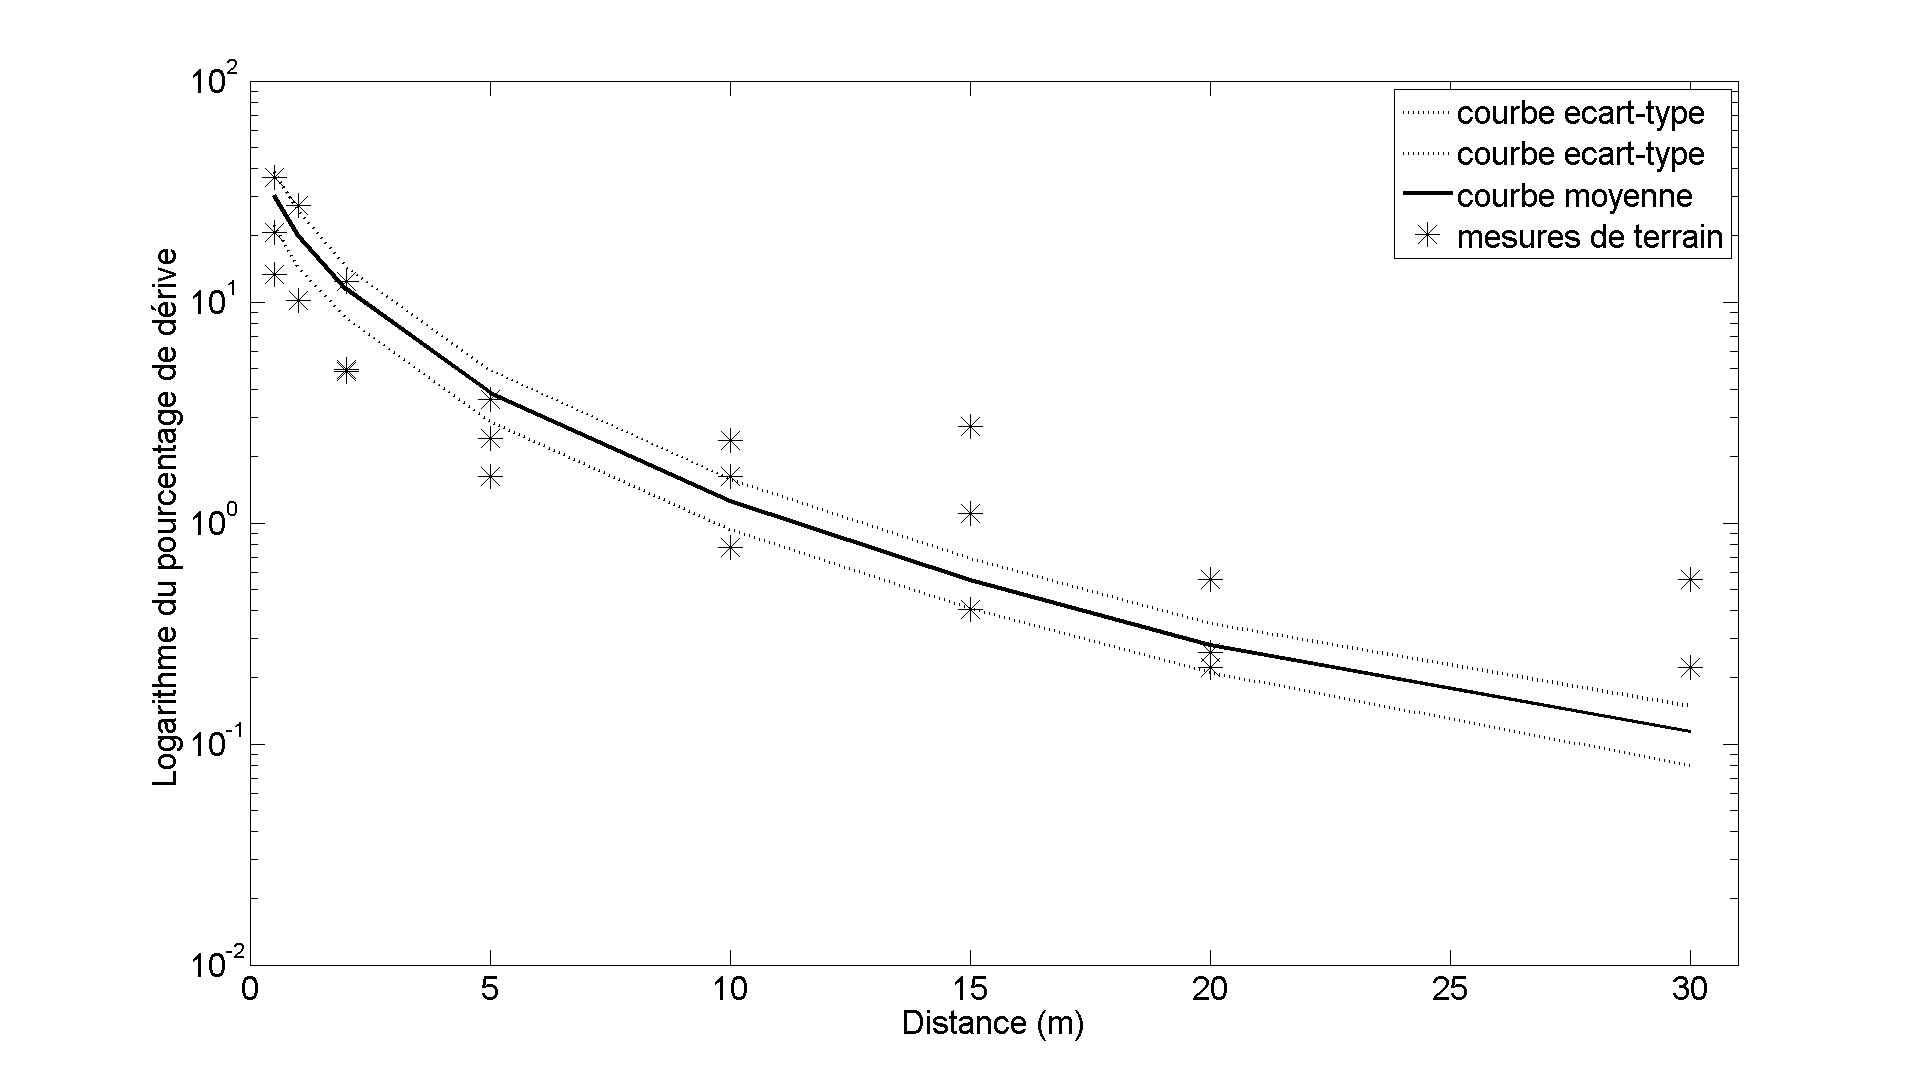 10^2
10^1
10^0
10^-1
10^-2
Logarithme du pourcentage de dérive
courbe ecart-type
courbe ecart-type
courbe moyenne
mesures de terrain
0 5 10 15 20 25 30
Distance (m)